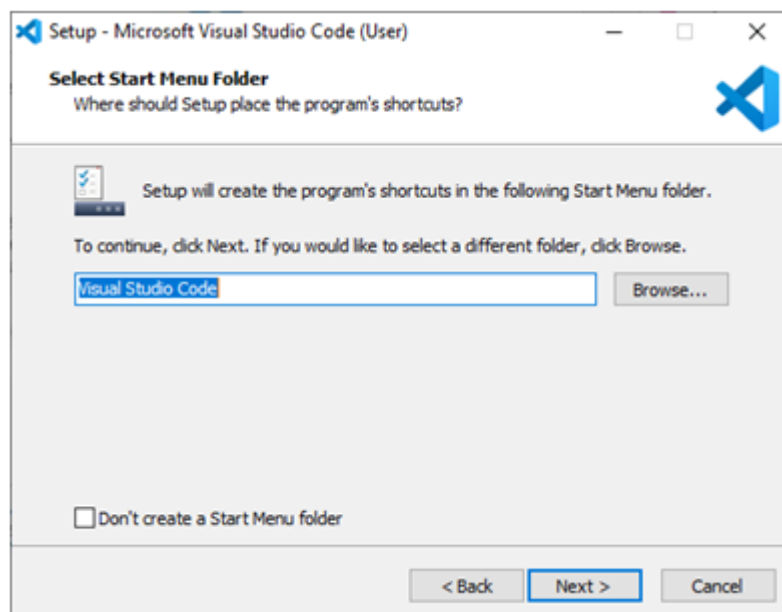 Setup - Microsoft Visual Studio Code (User)
Select Start Menu Folder
Where should Setup place the program's shortcuts?
Setup will create the program's shortcuts in the following Start Menu folder.
To continue, click Next. If you would like to select a different folder, click Browse.
Visual Studio Code
Browse...
Don't create a Start Menu folder
< Back
Next >
Cancel